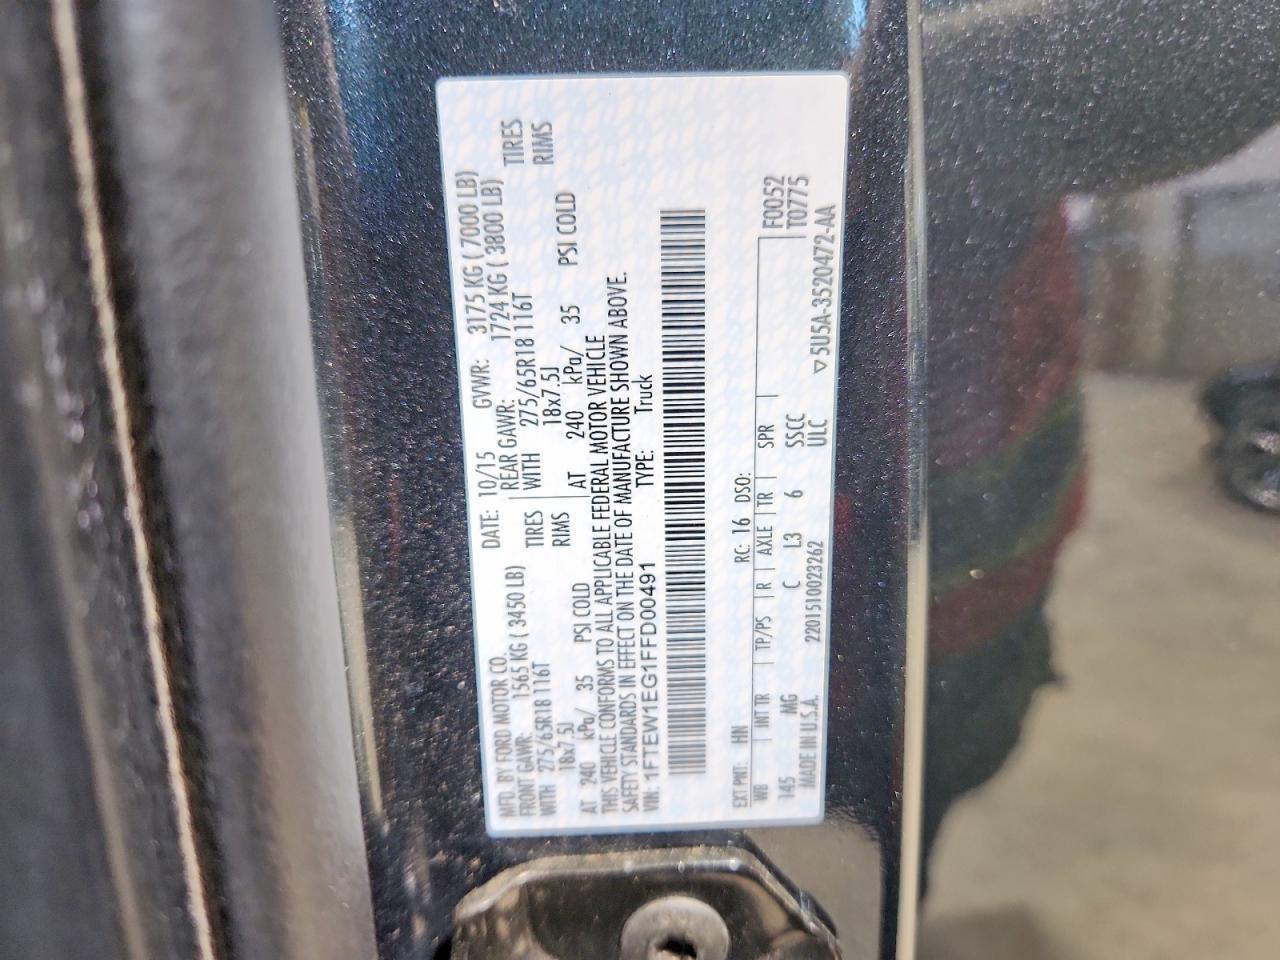 MFD. BY FORD MOTOR CO. DATE: 10/15 GVWR: 3175 KG ( 7000 LB)
FRONT GAWR: 1565 KG ( 3450 LB) REAR GAWR: 1724 KG ( 3800 LB)
WITH 275/65R18 116T TIRES WITH 275/65R18 116T TIRES
18x7.5J RIMS 18x7.5J RIMS
AT 240 kPa/ 35 PSI COLD AT 240 kPa/ 35 PSI COLD
THIS VEHICLE CONFORMS TO ALL APPLICABLE FEDERAL MOTOR VEHICLE
SAFETY STANDARDS IN EFFECT ON THE DATE OF MANUFACTURE SHOWN ABOVE.
VIN: 1FTEW1EG1FFD00491 TYPE: Truck
EXT PNT: HN RC: 16 DSO: F0052
WB INT TR TP/PS R AXLE TR SPR T0775
145 MG C L3 6 SSCC
MADE IN U.S.A. 2201510023262 ULC ▽5U5A-3520472-AA